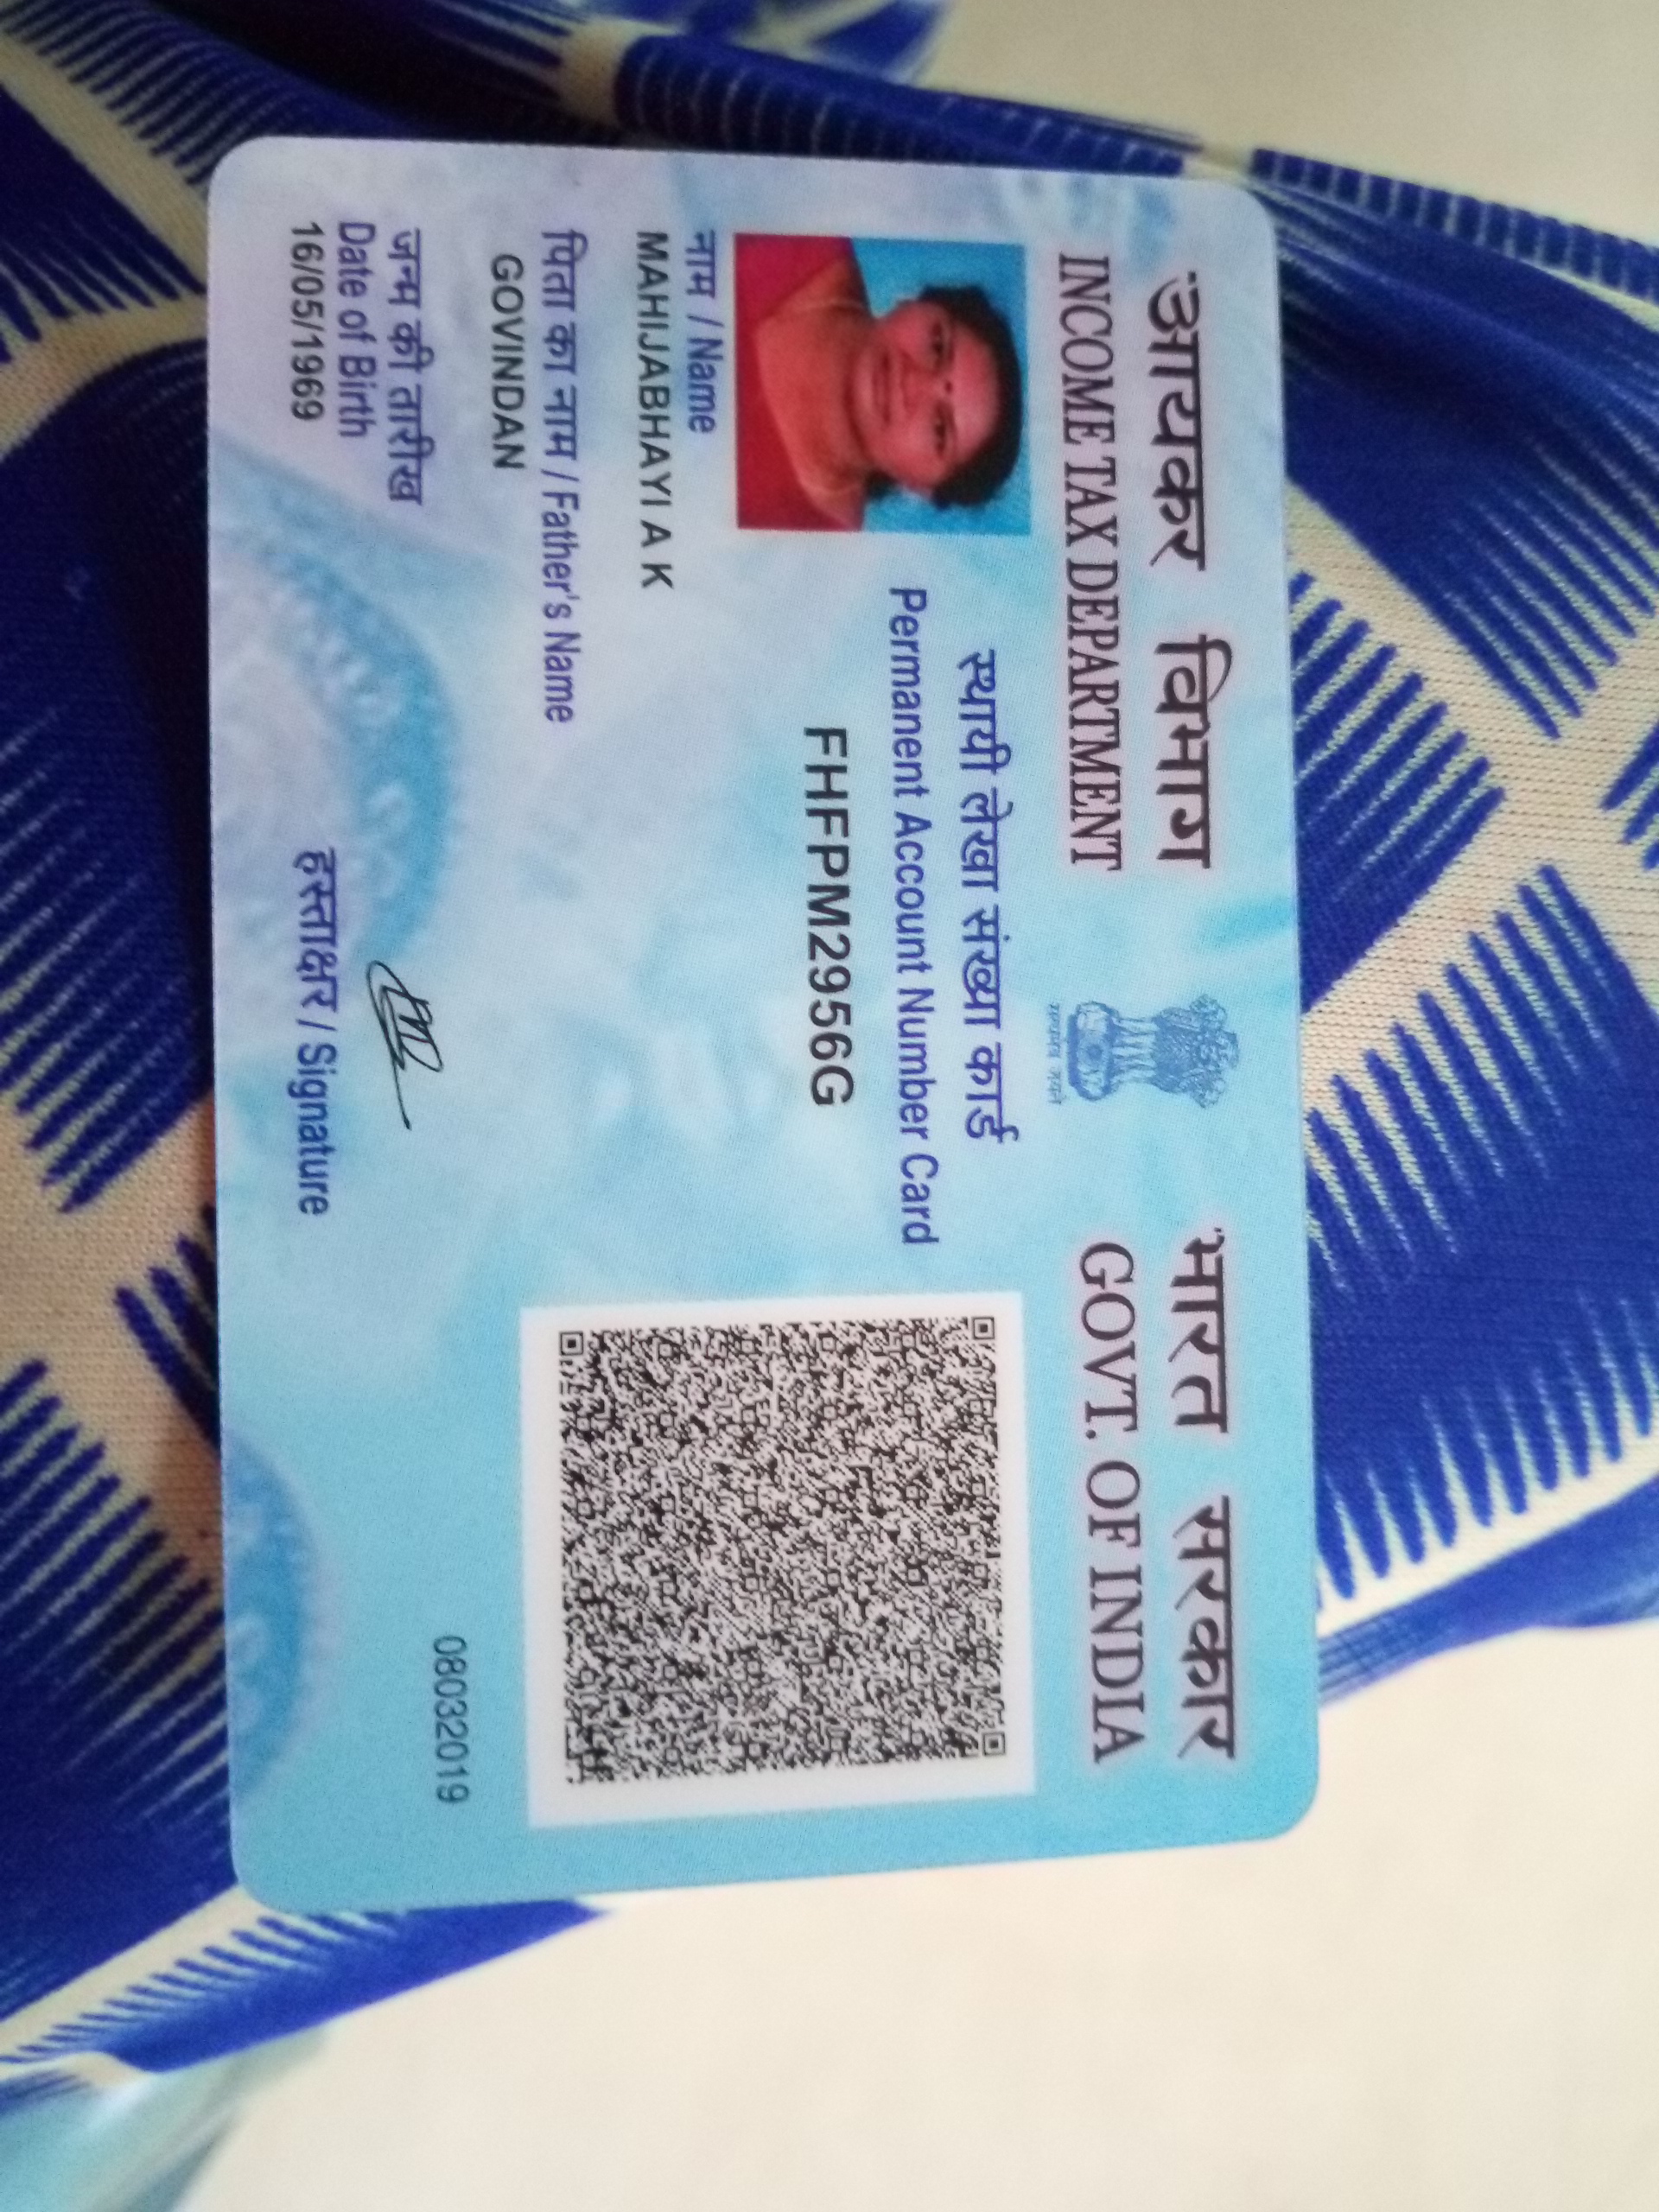 आयकर विभाग
INCOME TAX DEPARTMENT
सत्यमेव जयते
भारत सरकार
GOVT. OF INDIA
स्थायी लेखा संख्या कार्ड
Permanent Account Number Card
FHFPM2956G
नाम / Name
MAHIJABHAYI A K
पिता का नाम / Father's Name
GOVINDAN
जन्म की तारीख
Date of Birth
16/05/1969
हस्ताक्षर / Signature
08032019